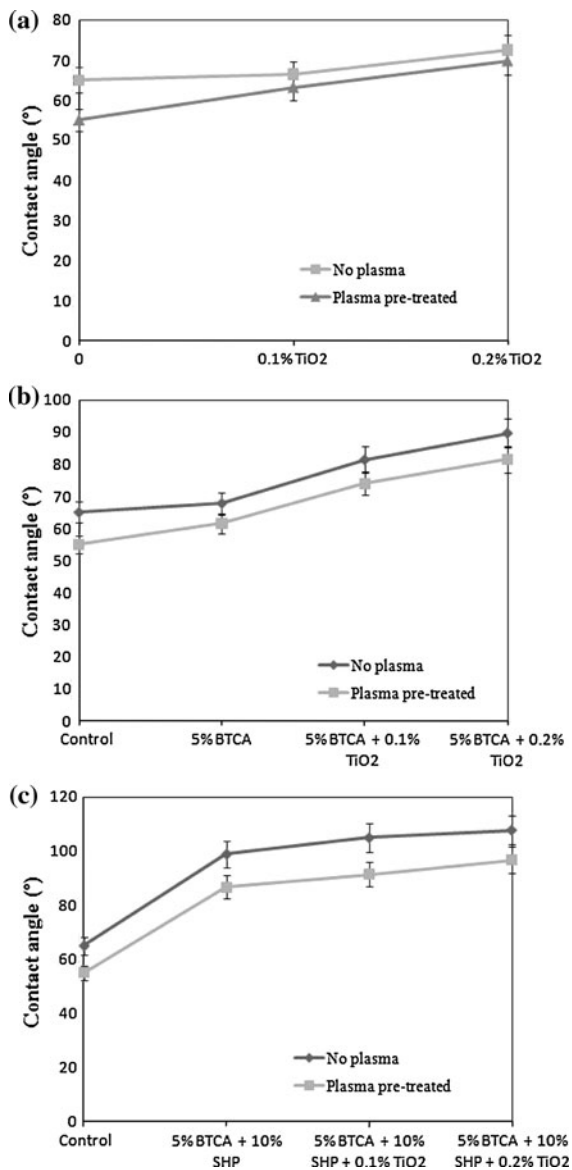 (a)
80
70
60
50
40
30
20
10
0
Contact angle (°)
No plasma
Plasma pre-treated
0
0.1%TiO2
0.2%TiO2
(b)
100
90
80
70
60
50
40
30
20
10
0
Contact angle (°)
No plasma
Plasma pre-treated
Control
5%BTCA
5%BTCA + 0.1%
TiO2
5%BTCA + 0.2%
TiO2
(c)
120
100
80
60
40
20
0
Contact angle (°)
No plasma
Plasma pre-treated
Control
5%BTCA + 10%
SHP
5%BTCA + 10%
SHP + 0.1%TiO2
5%BTCA + 10%
SHP + 0.2%TiO2